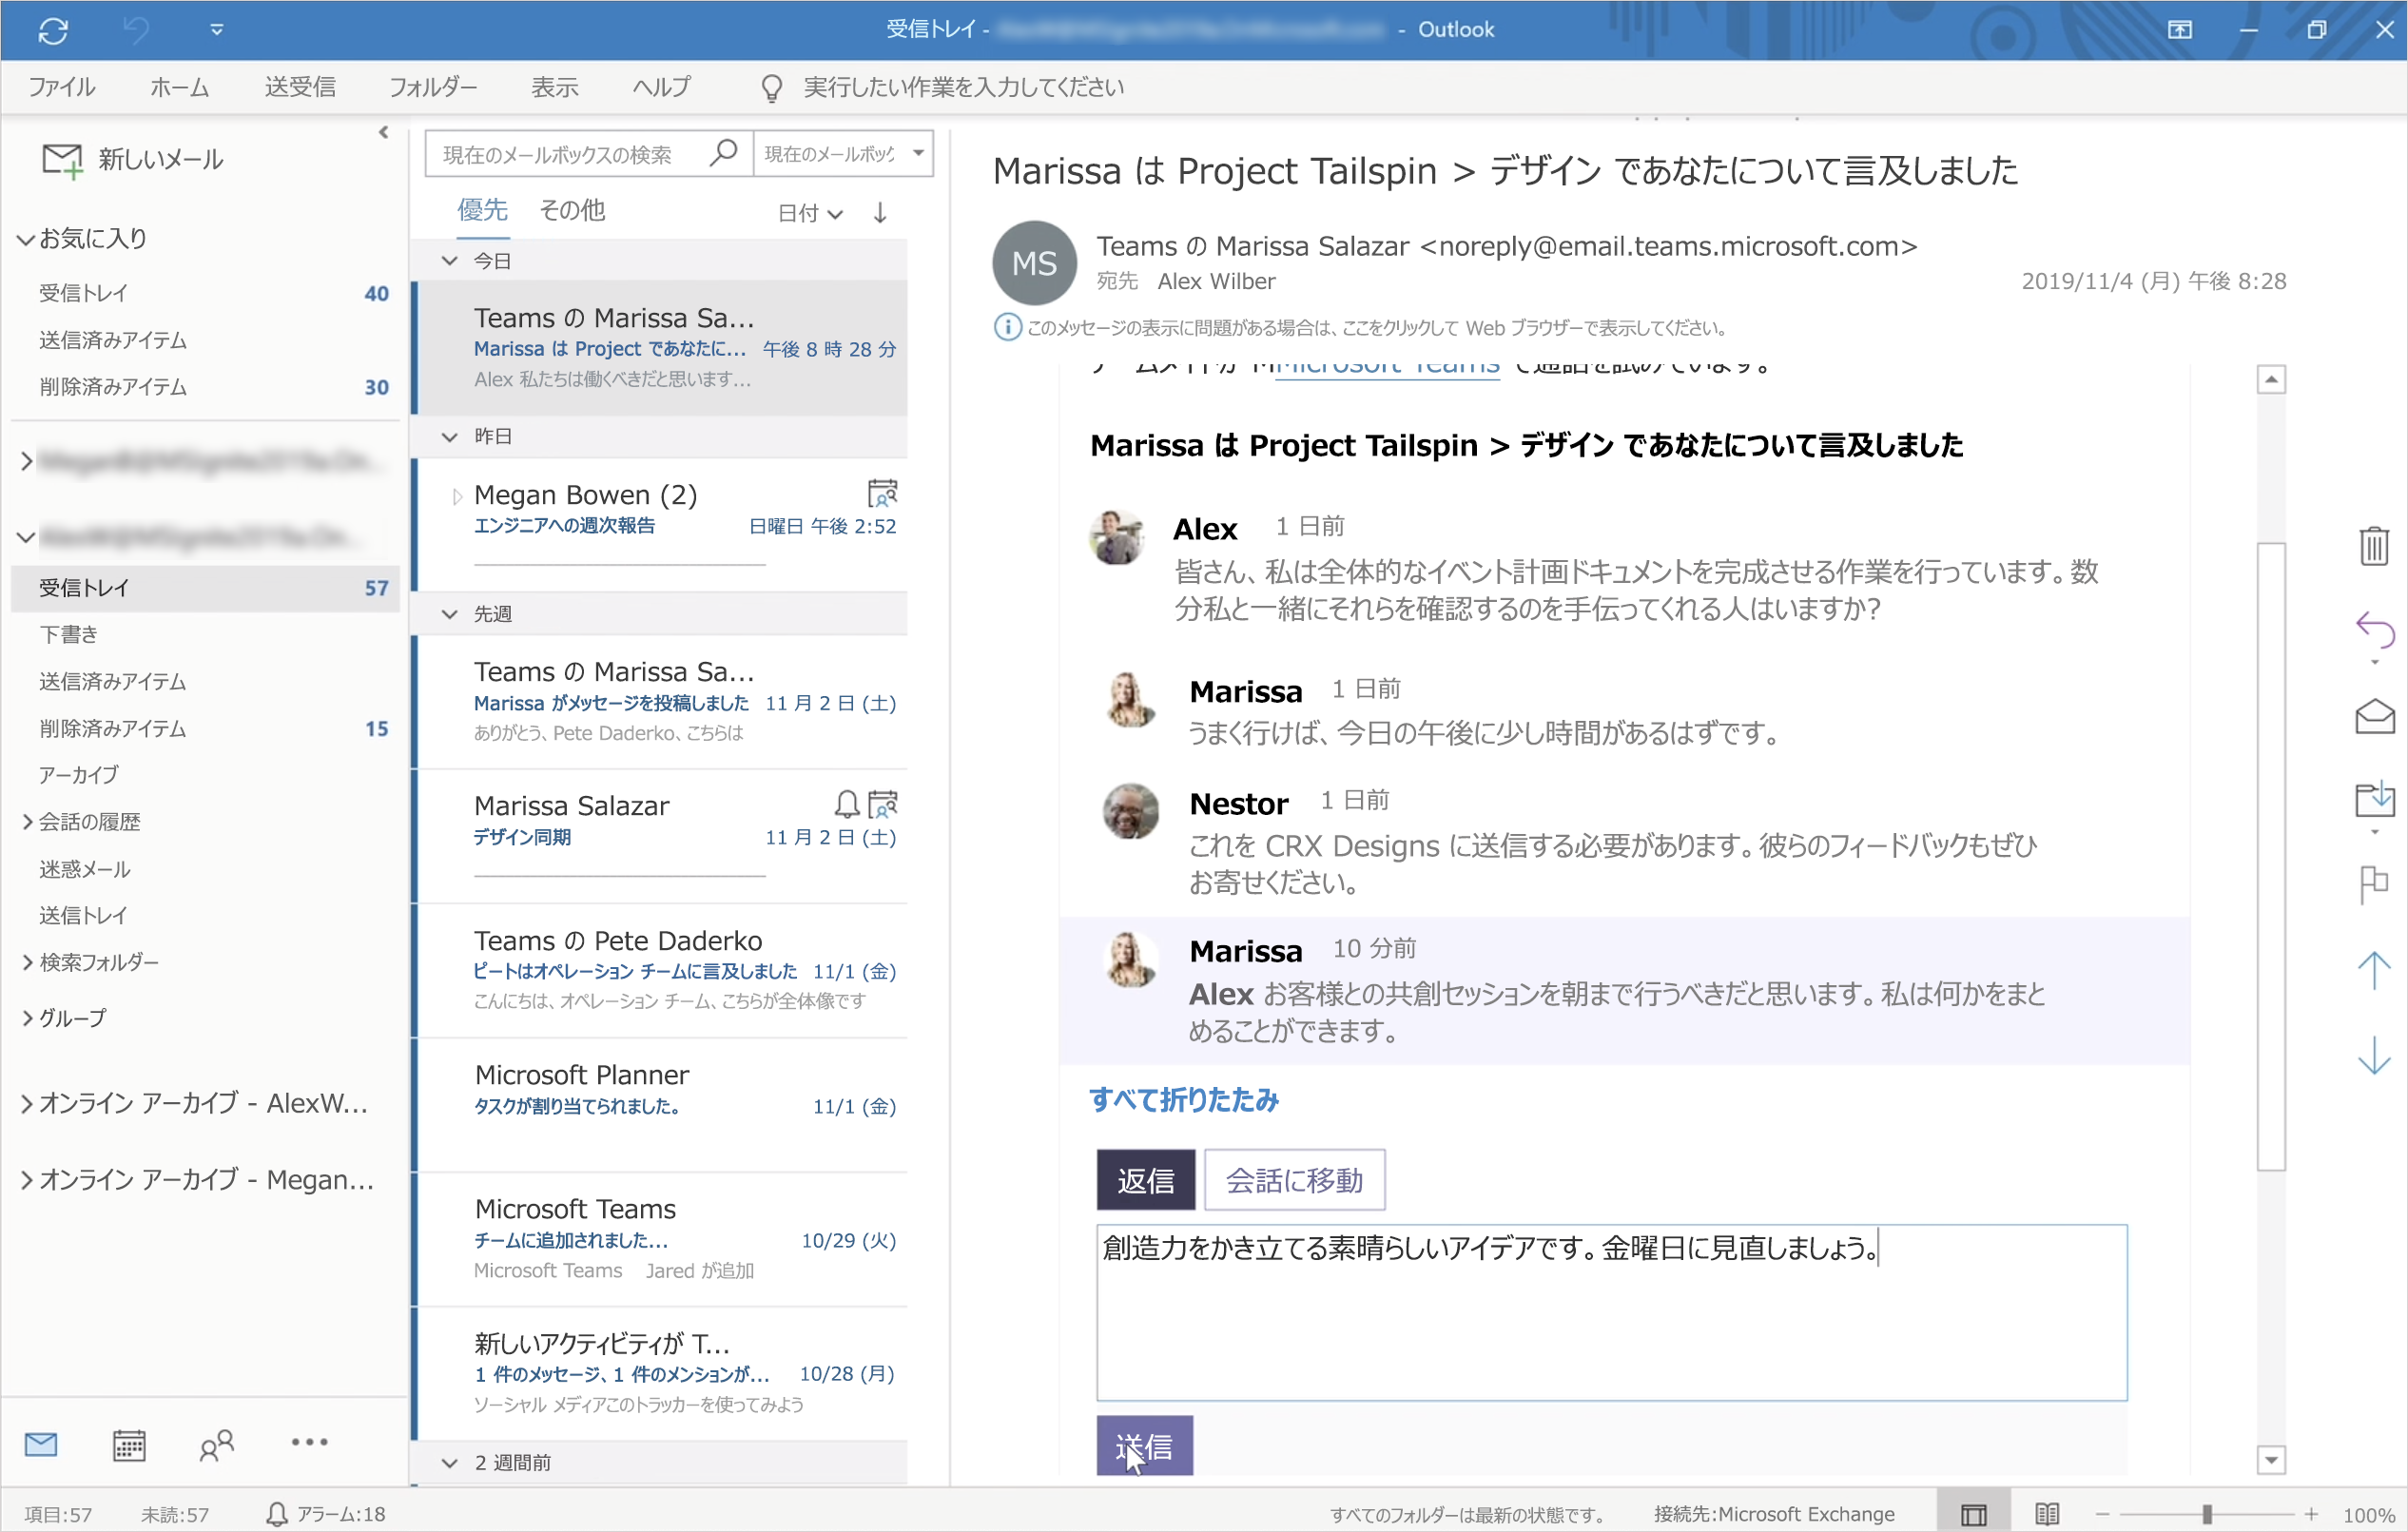 受信トレイ - - Outlook
ファイル ホーム 送受信 フォルダー 表示 ヘルプ 実行したい作業を入力してください
新しいメール
お気に入り
受信トレイ 40
送信済みアイテム
削除済みアイテム 30
受信トレイ 57
下書き
送信済みアイテム
削除済みアイテム 15
アーカイブ
会話の履歴
迷惑メール
送信トレイ
検索フォルダー
グループ
オンライン アーカイブ - AlexW...
オンライン アーカイブ - Megan...
現在のメールボックスの検索 現在のメールボック
優先 その他 日付
今日
Teams の Marissa Sa...
Marissa は Project であなたに... 午後 8 時 28 分
Alex 私たちは働くべきだと思います...
昨日
Megan Bowen (2)
エンジニアへの週次報告 日曜日 午後 2:52
先週
Teams の Marissa Sa...
Marissa がメッセージを投稿しました 11 月 2 日 (土)
ありがとう、Pete Daderko、こちらは
Marissa Salazar
デザイン同期 11 月 2 日 (土)
Teams の Pete Daderko
ピートはオペレーション チームに言及しました 11/1 (金)
こんにちは、オペレーション チーム、こちらが全体像です
Microsoft Planner
タスクが割り当てられました。 11/1 (金)
Microsoft Teams
チームに追加されました... 10/29 (火)
Microsoft Teams Jared が追加
新しいアクティビティが T...
1 件のメッセージ、1 件のメンションが... 10/28 (月)
ソーシャル メディアこのトラッカーを使ってみよう
2 週間前
Marissa は Project Tailspin > デザイン であなたについて言及しました
MS
Teams の Marissa Salazar <noreply@email.teams.microsoft.com>
宛先 Alex Wilber 2019/11/4 (月) 午後 8:28
このメッセージの表示に問題がある場合は、ここをクリックして Web ブラウザーで表示してください。
Microsoft Teams で通話を試みています。
Marissa は Project Tailspin > デザイン であなたについて言及しました
Alex 1 日前
皆さん、私は全体的なイベント計画ドキュメントを完成させる作業を行っています。数
分私と一緒にそれらを確認するのを手伝ってくれる人はいますか?
Marissa 1 日前
うまく行けば、今日の午後に少し時間があるはずです。
Nestor 1 日前
これを CRX Designs に送信する必要があります。彼らのフィードバックもぜひ
お寄せください。
Marissa 10 分前
Alex お客様との共創セッションを朝まで行うべきだと思います。私は何かをまと
めることができます。
すべて折りたたみ
返信 会話に移動
創造力をかき立てる素晴らしいアイデアです。金曜日に見直しましょう。
送信
項目:57 未読:57 アラーム:18 すべてのフォルダーは最新の状態です。 接続先:Microsoft Exchange 100%